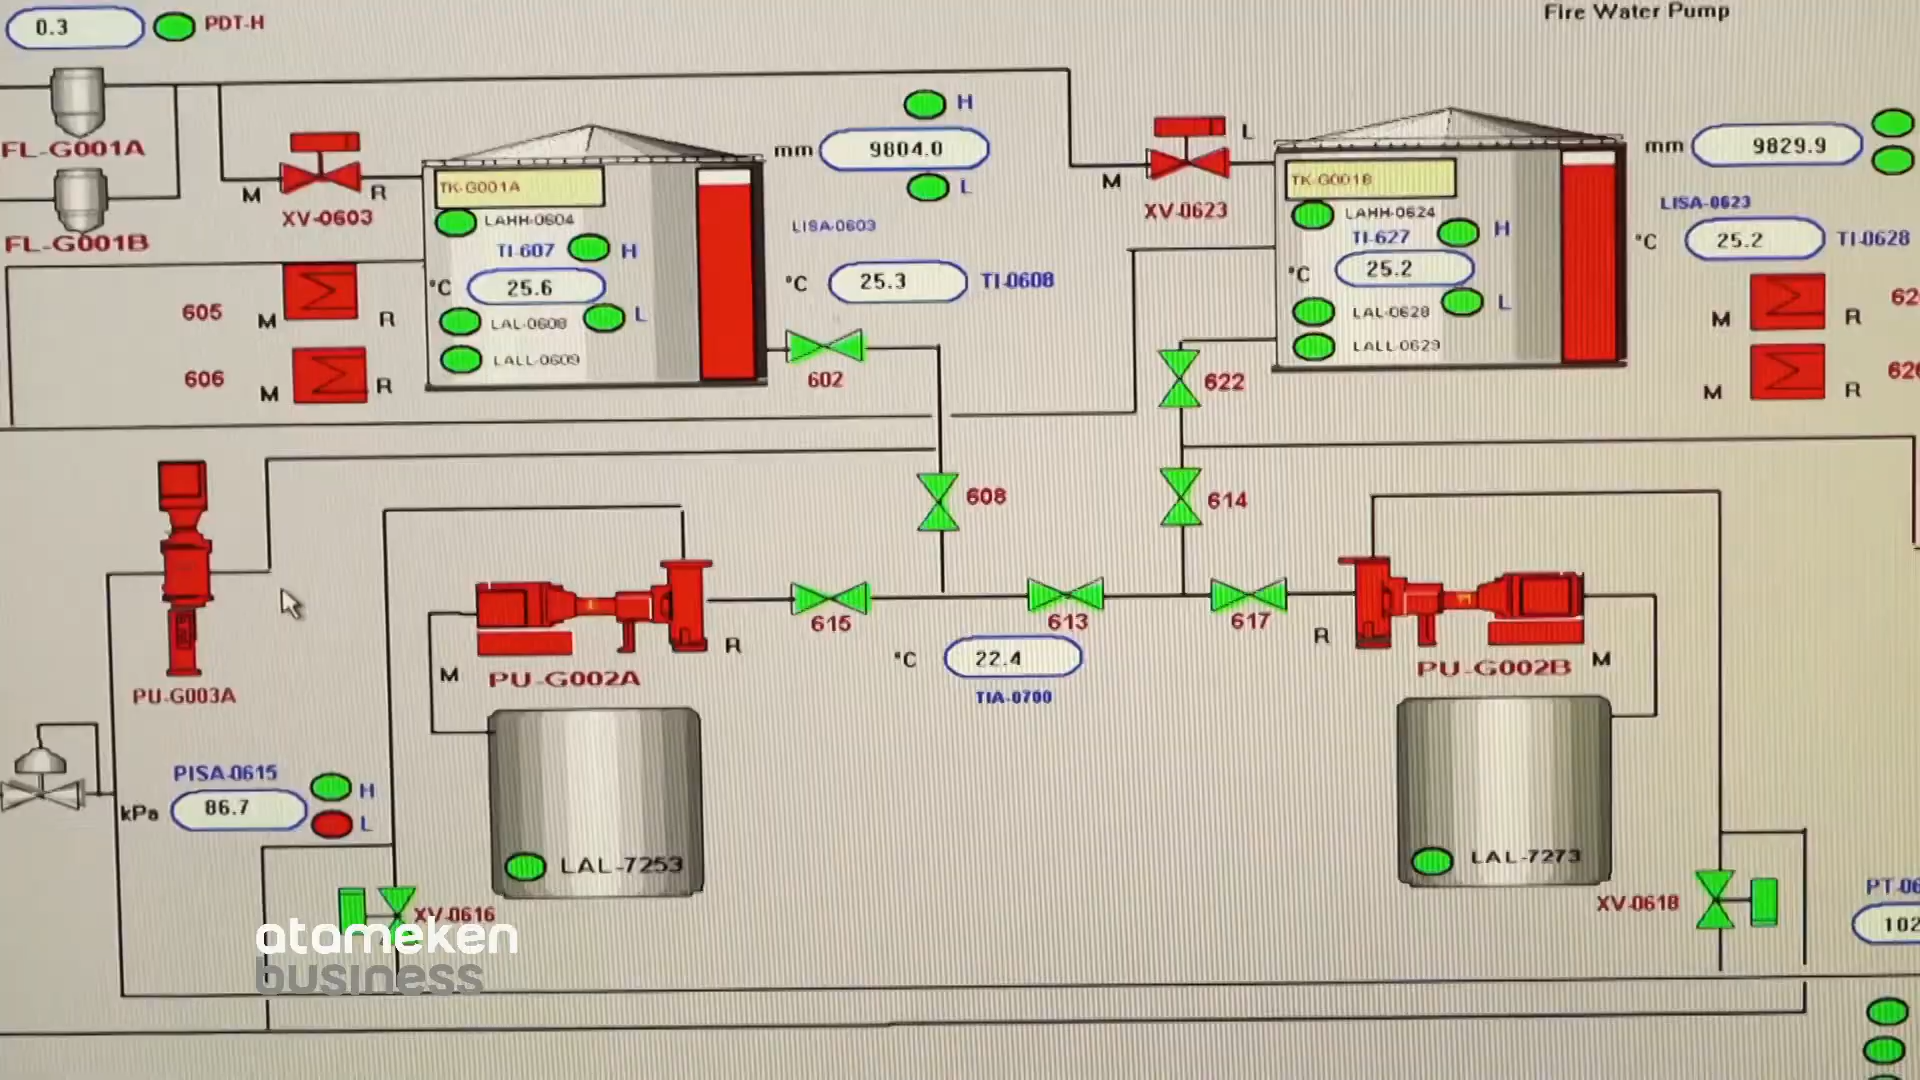 Fire Water Pump
0.3 PDT-H
FL-G001A
FL-G001B
M R
XV-0603
TK-G001A
LAHH-0604
TI-607 H
°C 25.6
LAL-0608 L
LALL-0609
H
mm 9804.0
L
LISA-0603
°C 25.3 TI-0608
602
605 M R
606 M R
L
M
XV-0623
TK-G001B
LAHH-0624
TI-627 H
°C 25.2
LAL-0628 L
LALL-0629
mm 9829.9
LISA-0623
°C 25.2 TI-0628
M R
M R
622
608
614
PU-G003A
615
613
617
M R
PU-G002A
°C 22.4
TIA-0700
R M
PU-G002B
PISA-0615
H
kPa 86.7
L
LAL-7253
LAL-7273
XV-0616
XV-0618
atameken
business